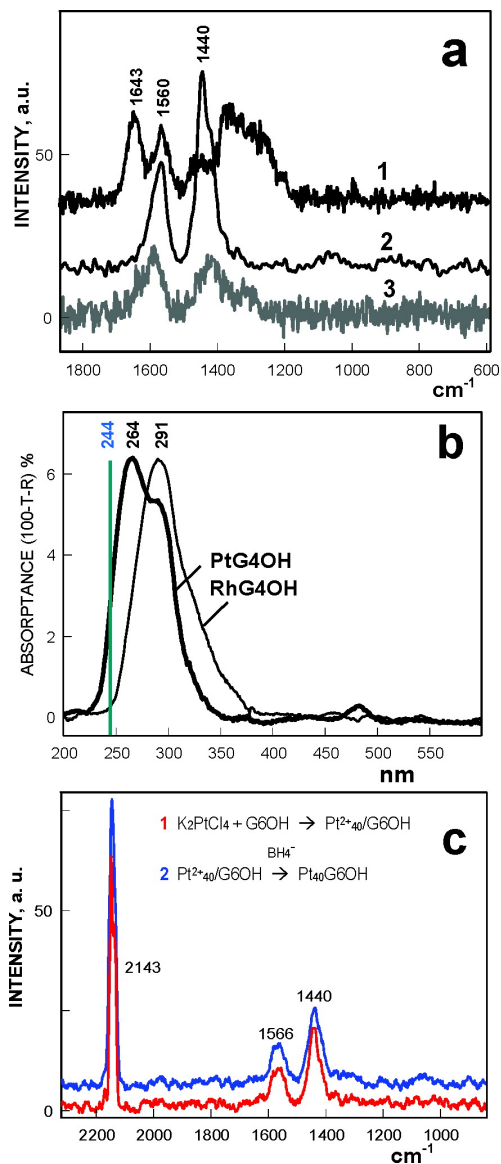 a
1643
1560
1440
INTENSITY, a.u.
50
0
1
2
3
1800 1600 1400 1200 1000 800 600
cm⁻¹
b
244 264 291
ABSORPTANCE (100-T-R) %
6
4
2
0
PtG4OH
RhG4OH
200 250 300 350 400 450 500 550
nm
c
1 K₂PtCl₄ + G6OH → Pt²⁺₄₀/G6OH
BH4⁻
2 Pt²⁺₄₀/G6OH → Pt₄₀G6OH
INTENSITY, a. u.
50
0
2143
1566
1440
2200 2000 1800 1600 1400 1200 1000
cm⁻¹